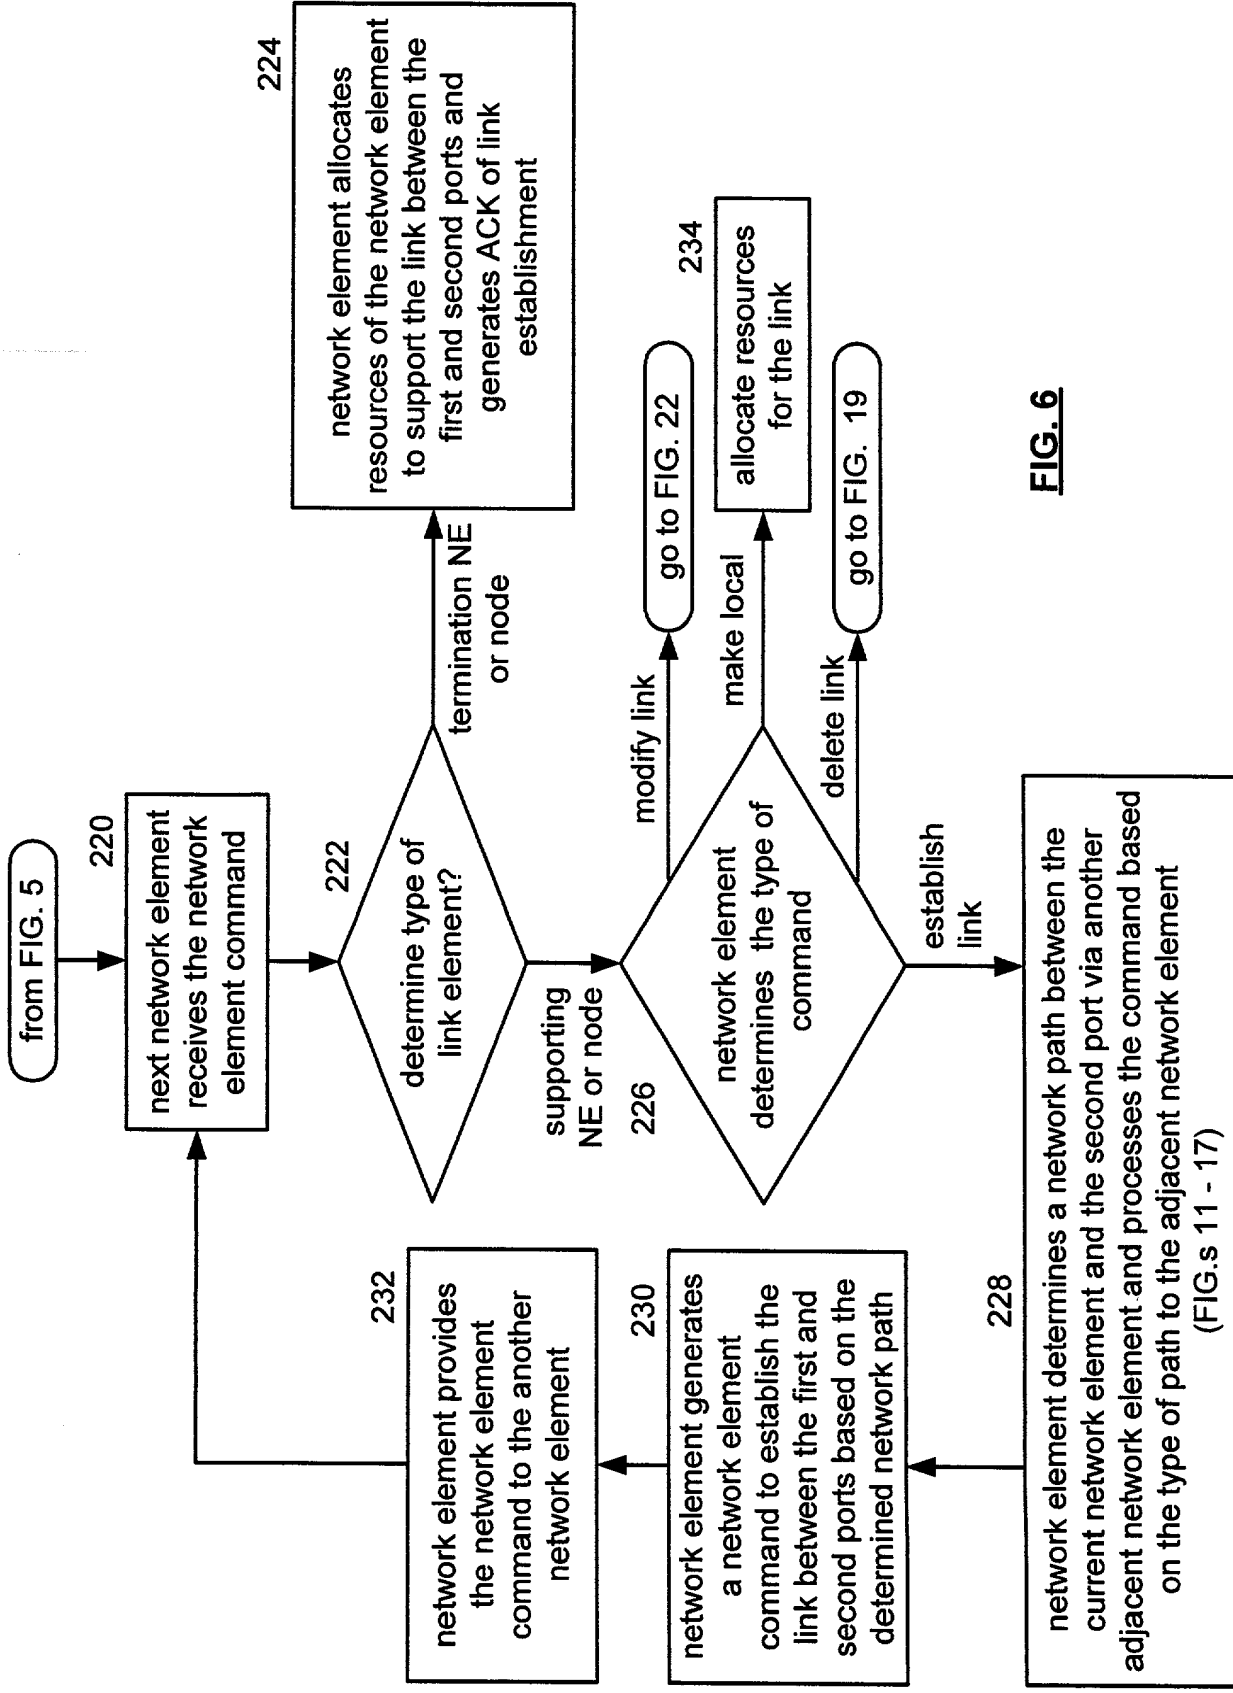 from FIG. 5
220
next network element
receives the network
element command
222
determine type of
link element?
termination NE
or node
224
network element allocates
resources of the network element
to support the link between the
first and second ports and
generates ACK of link
establishment
supporting
NE or node
226
network element
determines the type of
command
modify link
go to FIG. 22
make local
234
allocate resources
for the link
delete link
go to FIG. 19
establish
link
228
network element determines a network path between the
current network element and the second port via another
adjacent network element and processes the command based
on the type of path to the adjacent network element
(FIG.s 11 - 17)
230
network element generates
a network element
command to establish the
link between the first and
second ports based on the
determined network path
232
network element provides
the network element
command to the another
network element
FIG. 6